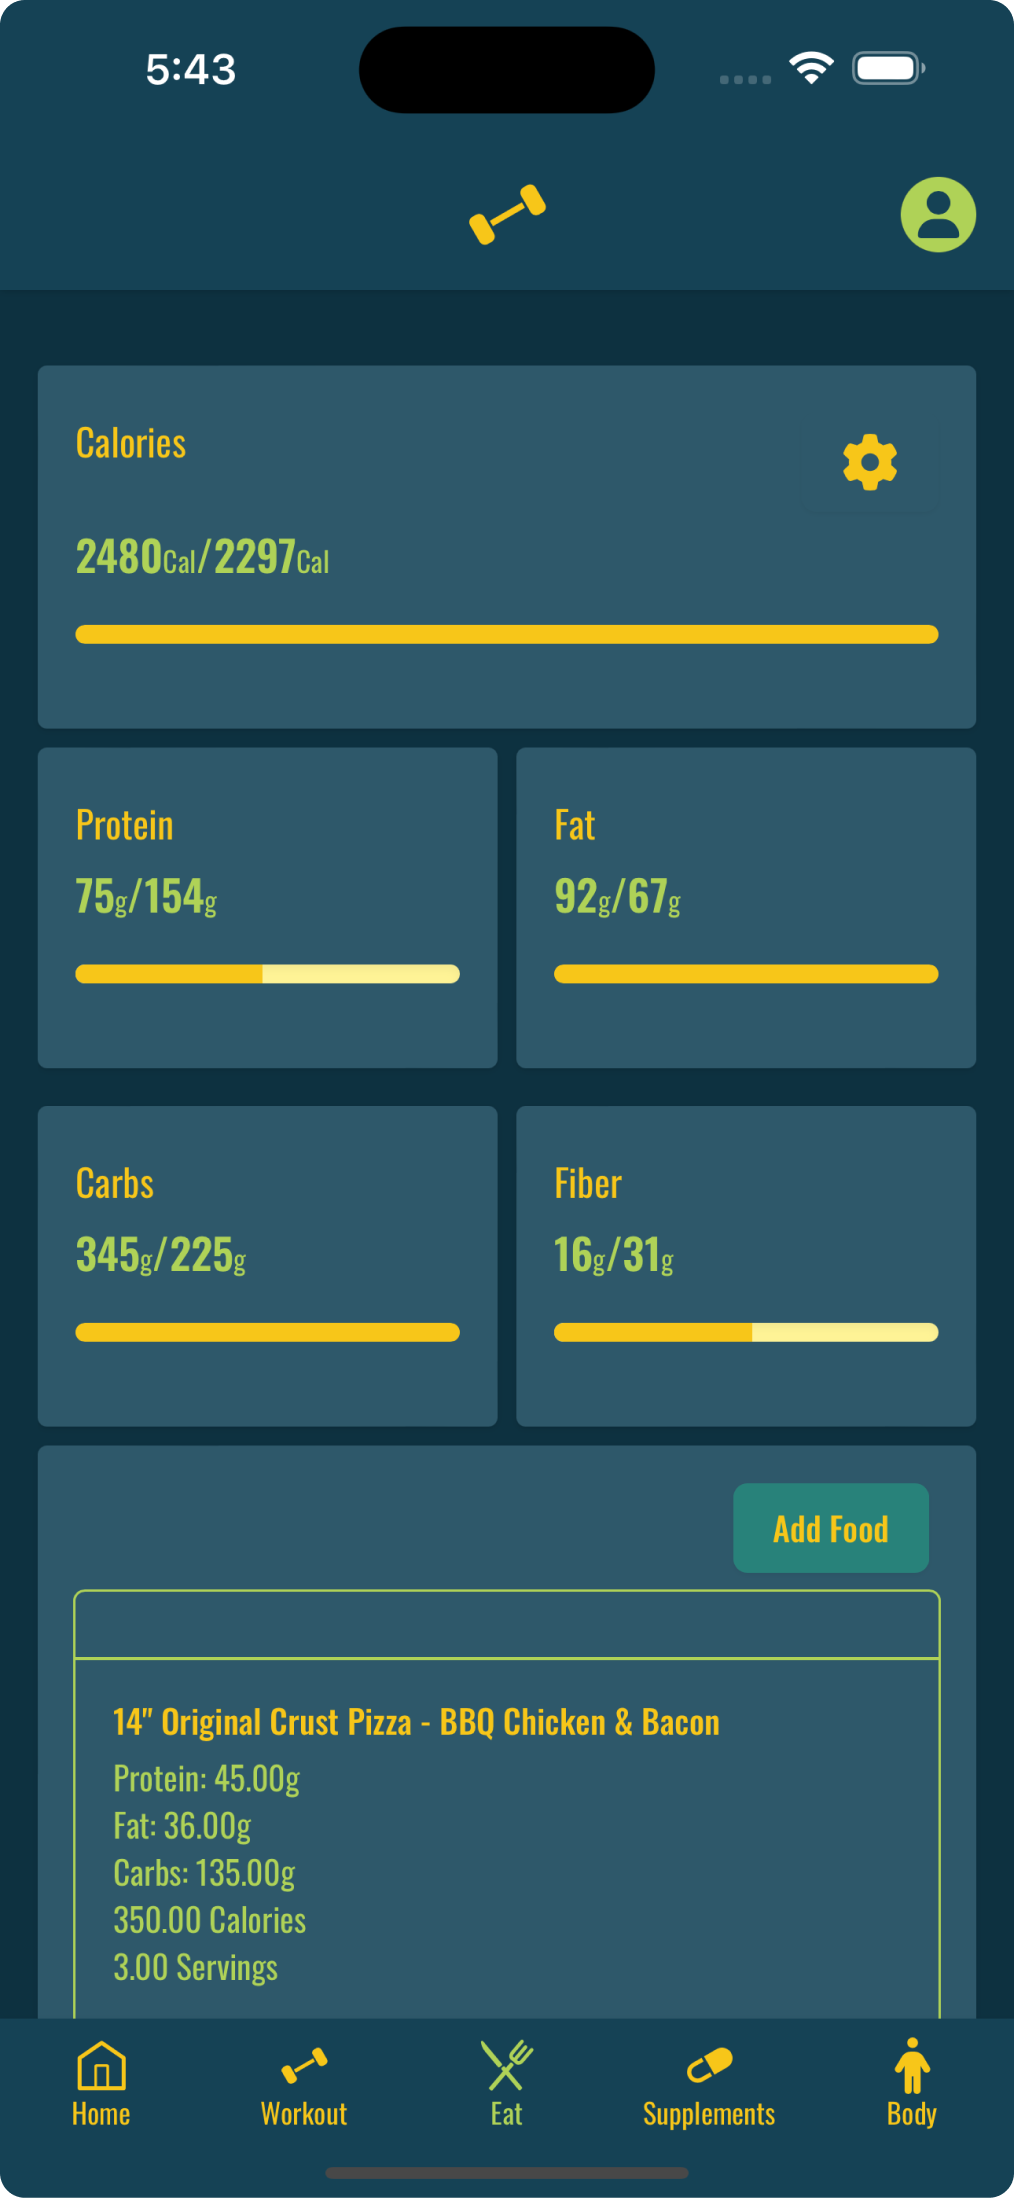 5:43
Calories
2480Cal/2297Cal
Protein
75g/154g
Fat
92g/67g
Carbs
345g/225g
Fiber
16g/31g
Add Food
14" Original Crust Pizza - BBQ Chicken & Bacon
Protein: 45.00g
Fat: 36.00g
Carbs: 135.00g
350.00 Calories
3.00 Servings
Home
Workout
Eat
Supplements
Body